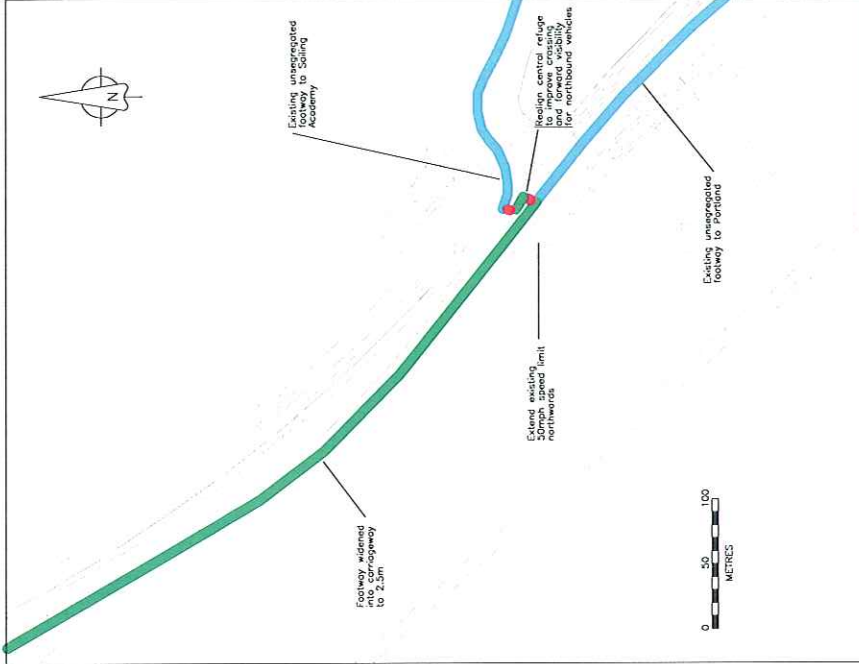 N
Existing unsegregated
footway to Sailing
Academy
Realign central refuge
to improve crossing
and forward visibility
for northbound vehicles
Existing unsegregated
footway to Portland
Extend existing
50mph speed limit
northwards
Footway widened
into carriageway
to 2.5m
0 50 100
METRES